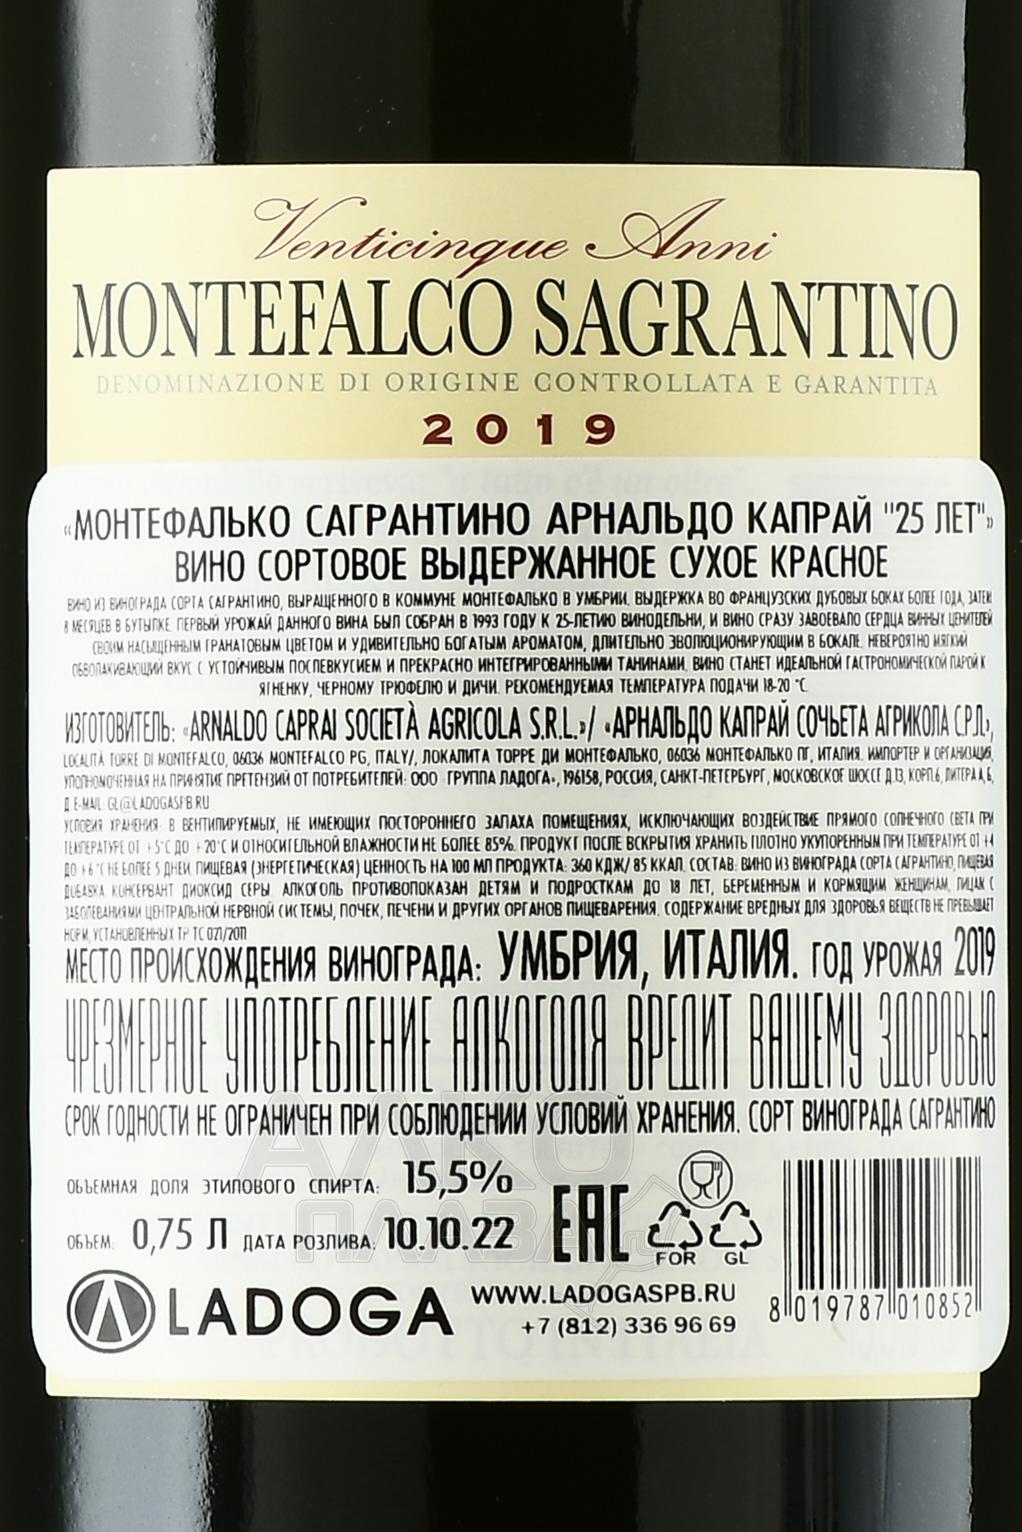 Venticinque Anni
MONTEFALCO SAGRANTINO
DENOMINAZIONE DI ORIGINE CONTROLLATA E GARANTITA
2019
«МОНТЕФАЛЬКО САГРАНТИНО АРНАЛЬДО КАПРАЙ "25 ЛЕТ"»
ВИНО СОРТОВОЕ ВЫДЕРЖАННОЕ СУХОЕ КРАСНОЕ
ВИНО ИЗ ВИНОГРАДА СОРТА САГРАНТИНО, ВЫРАЩЕННОГО В КОММУНЕ МОНТЕФАЛЬКО В УМБРИИ. ВЫДЕРЖКА ВО ФРАНЦУЗСКИХ ДУБОВЫХ БОКАХ БОЛЕЕ ГОДА, ЗАТЕМ
8 МЕСЯЦЕВ В БУТЫЛКЕ. ПЕРВЫЙ УРОЖАЙ ДАННОГО ВИНА БЫЛ СОБРАН В 1993 ГОДУ К 25-ЛЕТИЮ ВИНОДЕЛЬНИ, И ВИНО СРАЗУ ЗАВОЕВАЛО СЕРДЦА ВИННЫХ ЦЕНИТЕЛЕЙ
СВОИМ НАСЫЩЕННЫМ ГРАНАТОВЫМ ЦВЕТОМ И УДИВИТЕЛЬНО БОГАТЫМ АРОМАТОМ, ДЛИТЕЛЬНО ЭВОЛЮЦИОНИРУЮЩИМ В БОКАЛЕ. НЕВЕРОЯТНО МЯГКИЙ
ОБВОЛАКИВАЮЩИЙ ВКУС С УСТОЙЧИВЫМ ПОСЛЕВКУСИЕМ И ПРЕКРАСНО ИНТЕГРИРОВАННЫМИ ТАНИНАМИ. ВИНО СТАНЕТ ИДЕАЛЬНОЙ ГАСТРОНОМИЧЕСКОЙ ПАРОЙ К
ЯГНЕНКУ, ЧЕРНОМУ ТРЮФЕЛЮ И ДИЧИ. РЕКОМЕНДУЕМАЯ ТЕМПЕРАТУРА ПОДАЧИ 18-20 °C.
ИЗГОТОВИТЕЛЬ: «ARNALDO CAPRAI SOCIETÀ AGRICOLA S.R.L.»/ «АРНАЛЬДО КАПРАЙ СОЧЬЕТА АГРИКОЛА С.Р.Л.»,
LOCALITÀ TORRE DI MONTEFALCO, 06036 MONTEFALCO PG, ITALY/, ЛОКАЛИТА ТОРРЕ ДИ МОНТЕФАЛЬКО, 06036 МОНТЕФАЛЬКО ПГ, ИТАЛИЯ. ИМПОРТЕР И ОРГАНИЗАЦИЯ,
УПОЛНОМОЧЕННАЯ НА ПРИНЯТИЕ ПРЕТЕНЗИЙ ОТ ПОТРЕБИТЕЛЕЙ: ООО «ГРУППА ЛАДОГА», 196158, РОССИЯ, САНКТ-ПЕТЕРБУРГ, МОСКОВСКОЕ ШОССЕ Д.13, КОРП.6, ЛИТЕРА А, Б,
Д. E-MAIL: GL@LADOGASPB.RU
УСЛОВИЯ ХРАНЕНИЯ: В ВЕНТИЛИРУЕМЫХ, НЕ ИМЕЮЩИХ ПОСТОРОННЕГО ЗАПАХА ПОМЕЩЕНИЯХ, ИСКЛЮЧАЮЩИХ ВОЗДЕЙСТВИЕ ПРЯМОГО СОЛНЕЧНОГО СВЕТА ПРИ
ТЕМПЕРАТУРЕ ОТ +5°C ДО +20°C И ОТНОСИТЕЛЬНОЙ ВЛАЖНОСТИ НЕ БОЛЕЕ 85%. ПРОДУКТ ПОСЛЕ ВСКРЫТИЯ ХРАНИТЬ ПЛОТНО УКУПОРЕННЫМ ПРИ ТЕМПЕРАТУРЕ ОТ +4
ДО +6 °C НЕ БОЛЕЕ 5 ДНЕЙ. ПИЩЕВАЯ (ЭНЕРГЕТИЧЕСКАЯ) ЦЕННОСТЬ НА 100 МЛ ПРОДУКТА: 360 КДЖ/ 85 ККАЛ. СОСТАВ: ВИНО ИЗ ВИНОГРАДА СОРТА САГРАНТИНО, ПИЩЕВАЯ
ДОБАВКА КОНСЕРВАНТ ДИОКСИД СЕРЫ. АЛКОГОЛЬ ПРОТИВОПОКАЗАН ДЕТЯМ И ПОДРОСТКАМ ДО 18 ЛЕТ, БЕРЕМЕННЫМ И КОРМЯЩИМ ЖЕНЩИНАМ, ЛИЦАМ С
ЗАБОЛЕВАНИЯМИ ЦЕНТРАЛЬНОЙ НЕРВНОЙ СИСТЕМЫ, ПОЧЕК, ПЕЧЕНИ И ДРУГИХ ОРГАНОВ ПИЩЕВАРЕНИЯ. СОДЕРЖАНИЕ ВРЕДНЫХ ДЛЯ ЗДОРОВЬЯ ВЕЩЕСТВ НЕ ПРЕВЫШАЕТ
НОРМ, УСТАНОВЛЕННЫХ ТР ТС 021/2011
МЕСТО ПРОИСХОЖДЕНИЯ ВИНОГРАДА: УМБРИЯ, ИТАЛИЯ. ГОД УРОЖАЯ 2019
ЧРЕЗМЕРНОЕ УПОТРЕБЛЕНИЕ АЛКОГОЛЯ ВРЕДИТ ВАШЕМУ ЗДОРОВЬЮ
СРОК ГОДНОСТИ НЕ ОГРАНИЧЕН ПРИ СОБЛЮДЕНИИ УСЛОВИЙ ХРАНЕНИЯ. СОРТ ВИНОГРАДА САГРАНТИНО
ОБЪЕМНАЯ ДОЛЯ ЭТИЛОВОГО СПИРТА: 15,5%
ОБЪЕМ: 0,75 Л ДАТА РОЗЛИВА: 10.10.22
EAC
FOR GL
LADOGA
WWW.LADOGASPB.RU
+7 (812) 336 96 69
8 019787 010852
АЛКО
ПЛАЗА.ru